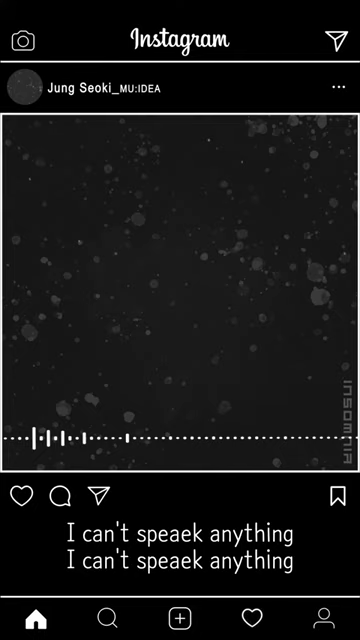 Instagram
Jung Seoki_MU:IDEA
INSOMNIA
I can't speaek anything
I can't speaek anything